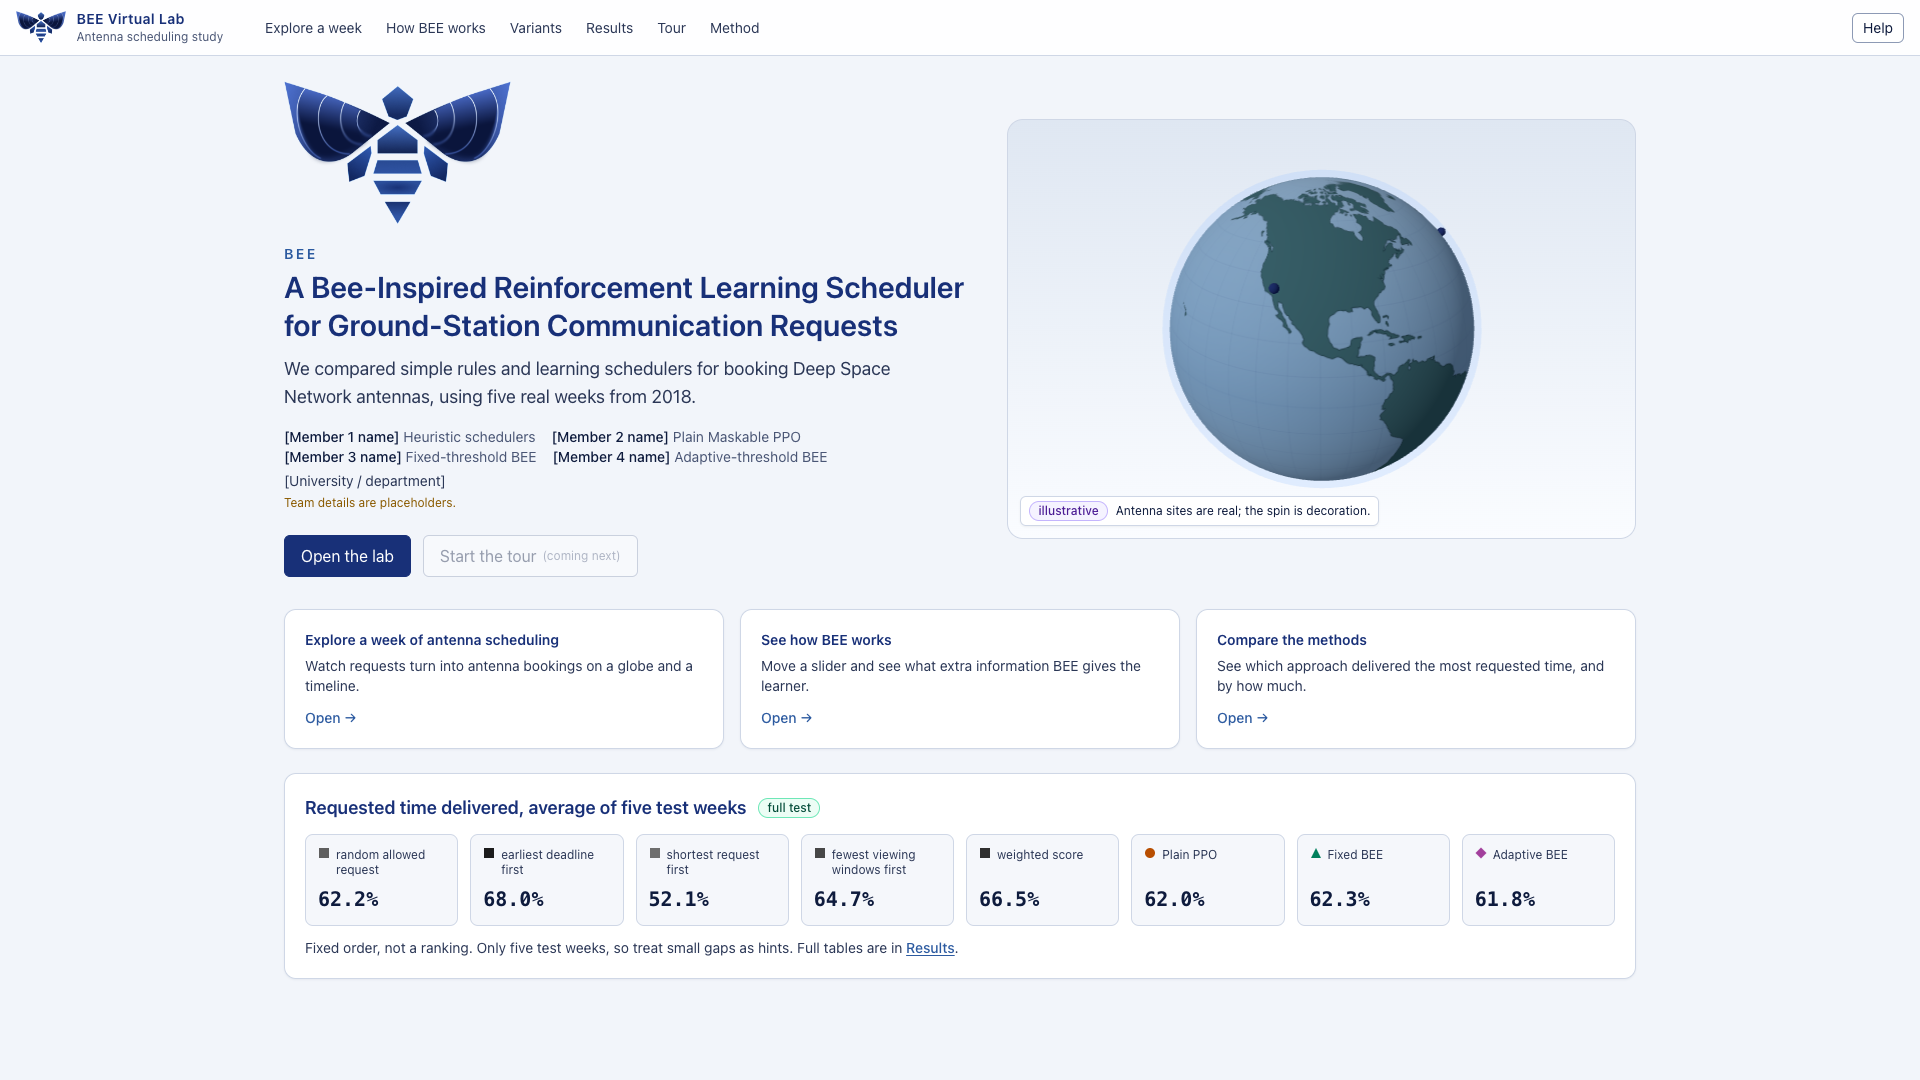 BEE Virtual Lab
Antenna scheduling study
Explore a week
How BEE works
Variants
Results
Tour
Method
Help
BEE
A Bee-Inspired Reinforcement Learning Scheduler
for Ground-Station Communication Requests
We compared simple rules and learning schedulers for booking Deep Space
Network antennas, using five real weeks from 2018.
[Member 1 name] Heuristic schedulers [Member 2 name] Plain Maskable PPO
[Member 3 name] Fixed-threshold BEE [Member 4 name] Adaptive-threshold BEE
[University / department]
Team details are placeholders.
Open the lab
Start the tour (coming next)
illustrative Antenna sites are real; the spin is decoration.
Explore a week of antenna scheduling
Watch requests turn into antenna bookings on a globe and a
timeline.
Open →
See how BEE works
Move a slider and see what extra information BEE gives the
learner.
Open →
Compare the methods
See which approach delivered the most requested time, and
by how much.
Open →
Requested time delivered, average of five test weeks full test
random allowed
request
62.2%
earliest deadline
first
68.0%
shortest request
first
52.1%
fewest viewing
windows first
64.7%
weighted score
66.5%
Plain PPO
62.0%
Fixed BEE
62.3%
Adaptive BEE
61.8%
Fixed order, not a ranking. Only five test weeks, so treat small gaps as hints. Full tables are in Results.